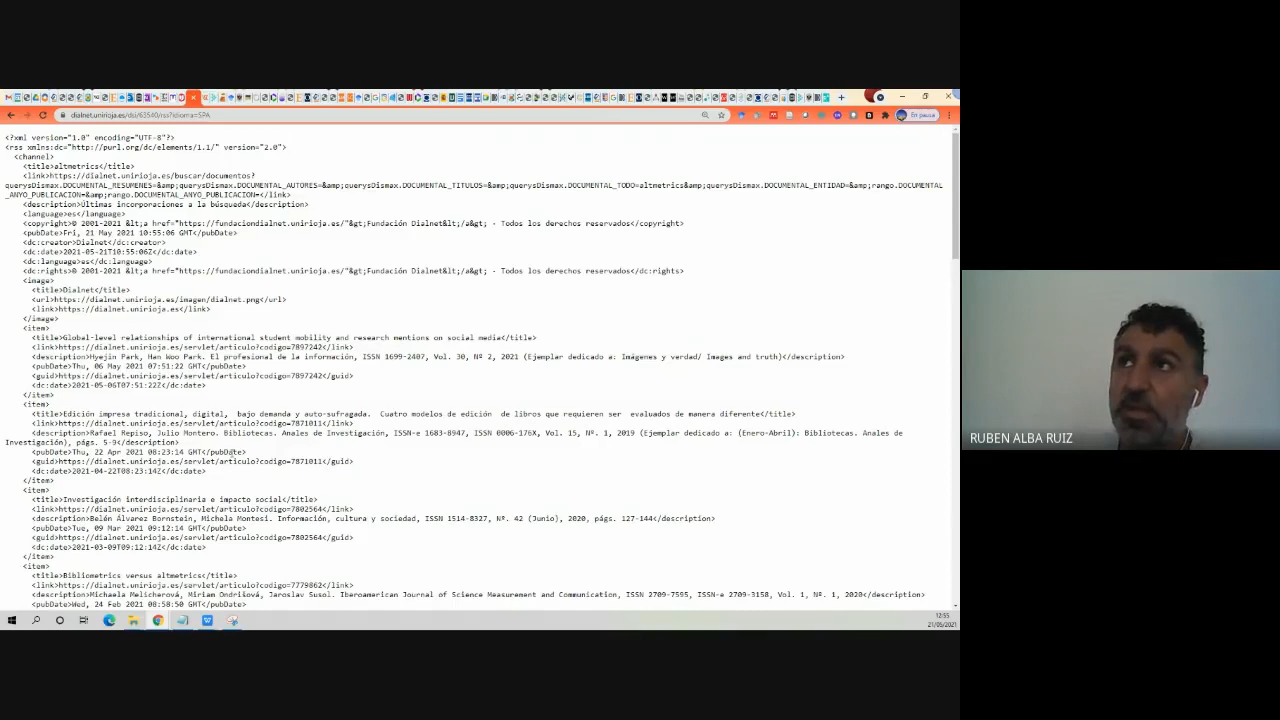 En pausa
dialnet.unirioja.es/dsi/63540/rss?idioma=SPA
<?xml version="1.0" encoding="UTF-8"?>
<rss xmlns:dc="http://purl.org/dc/elements/1.1/" version="2.0">
<channel>
<title>altmetrics</title>
<link>https://dialnet.unirioja.es/buscar/documentos?
querysDismax.DOCUMENTAL_RESUMENES=&amp;querysDismax.DOCUMENTAL_AUTORES=&amp;querysDismax.DOCUMENTAL_TITULOS=&amp;querysDismax.DOCUMENTAL_TODO=altmetrics&amp;querysDismax.DOCUMENTAL_ENTIDAD=&amp;rango.DOCUMENTAL
_ANYO_PUBLICACION=&amp;rango.DOCUMENTAL_ANYO_PUBLICACION=</link>
<description>Últimas incorporaciones a la búsqueda</description>
<language>es</language>
<copyright>© 2001-2021 &lt;a href="https://fundaciondialnet.unirioja.es/"&gt;Fundación Dialnet&lt;/a&gt; - Todos los derechos reservados</copyright>
<pubDate>Fri, 21 May 2021 10:55:06 GMT</pubDate>
<dc:creator>Dialnet</dc:creator>
<dc:date>2021-05-21T10:55:06Z</dc:date>
<dc:language>es</dc:language>
<dc:rights>© 2001-2021 &lt;a href="https://fundaciondialnet.unirioja.es/"&gt;Fundación Dialnet&lt;/a&gt; - Todos los derechos reservados</dc:rights>
<image>
<title>Dialnet</title>
<url>https://dialnet.unirioja.es/imagen/dialnet.png</url>
<link>https://dialnet.unirioja.es</link>
</image>
<item>
<title>Global-level relationships of international student mobility and research mentions on social media</title>
<link>https://dialnet.unirioja.es/servlet/articulo?codigo=7897242</link>
<description>Hyejin Park, Han Woo Park. El profesional de la información, ISSN 1699-2407, Vol. 30, Nº 2, 2021 (Ejemplar dedicado a: Imágenes y verdad/ Images and truth)</description>
<pubDate>Thu, 06 May 2021 07:51:22 GMT</pubDate>
<guid>https://dialnet.unirioja.es/servlet/articulo?codigo=7897242</guid>
<dc:date>2021-05-06T07:51:22Z</dc:date>
</item>
<item>
<title>Edición impresa tradicional, digital, bajo demanda y auto-sufragada. Cuatro modelos de edición de libros que requieren ser evaluados de manera diferente</title>
<link>https://dialnet.unirioja.es/servlet/articulo?codigo=7871011</link>
<description>Rafael Repiso, Julio Montero. Bibliotecas. Anales de Investigación, ISSN-e 1683-8947, ISSN 0006-176X, Vol. 15, Nº. 1, 2019 (Ejemplar dedicado a: (Enero-Abril): Bibliotecas. Anales de
Investigación), págs. 5-9</description>
<pubDate>Thu, 22 Apr 2021 08:23:14 GMT</pubDate>
<guid>https://dialnet.unirioja.es/servlet/articulo?codigo=7871011</guid>
<dc:date>2021-04-22T08:23:14Z</dc:date>
</item>
<item>
<title>Investigación interdisciplinaria e impacto social</title>
<link>https://dialnet.unirioja.es/servlet/articulo?codigo=7802564</link>
<description>Belén Álvarez Bornstein, Michela Montesi. Información, cultura y sociedad, ISSN 1514-8327, Nº. 42 (Junio), 2020, págs. 127-144</description>
<pubDate>Tue, 09 Mar 2021 09:12:14 GMT</pubDate>
<guid>https://dialnet.unirioja.es/servlet/articulo?codigo=7802564</guid>
<dc:date>2021-03-09T09:12:14Z</dc:date>
</item>
<item>
<title>Bibliometrics versus altmetrics</title>
<link>https://dialnet.unirioja.es/servlet/articulo?codigo=7779862</link>
<description>Michaela Melicherová, Miriam Ondrišová, Jaroslav Susol. Iberoamerican Journal of Science Measurement and Communication, ISSN 2709-7595, ISSN-e 2709-3158, Vol. 1, Nº. 1, 2020</description>
<pubDate>Wed, 24 Feb 2021 08:58:50 GMT</pubDate>
12:55
21/05/2021
RUBEN ALBA RUIZ